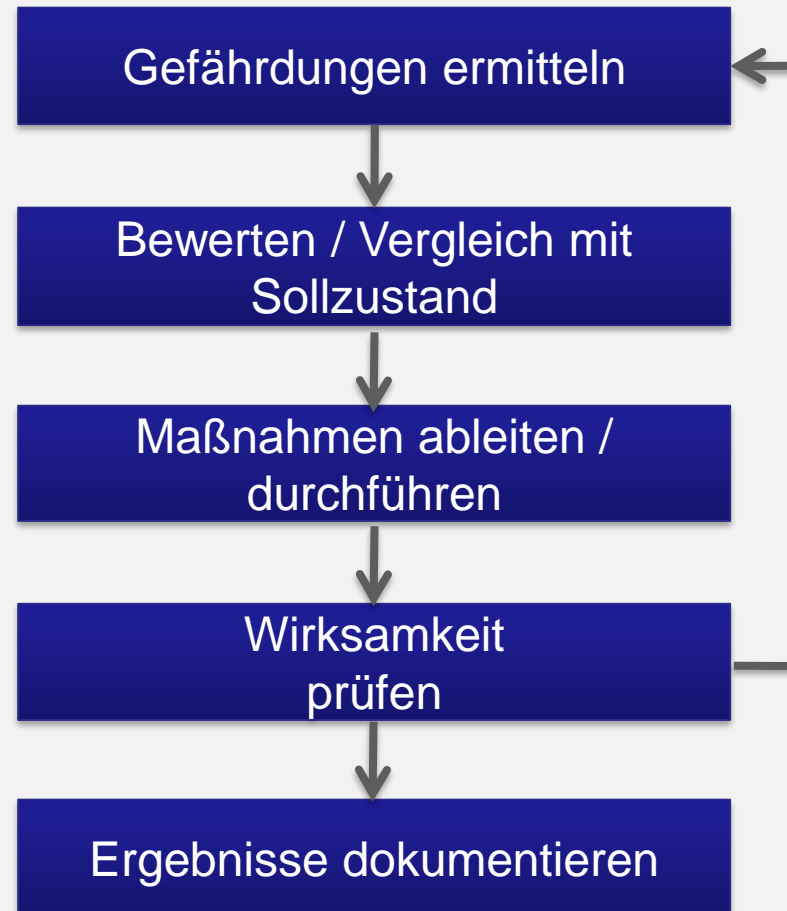 Gefährdungen ermitteln
Bewerten / Vergleich mit
Sollzustand
Maßnahmen ableiten /
durchführen
Wirksamkeit
prüfen
Ergebnisse dokumentieren